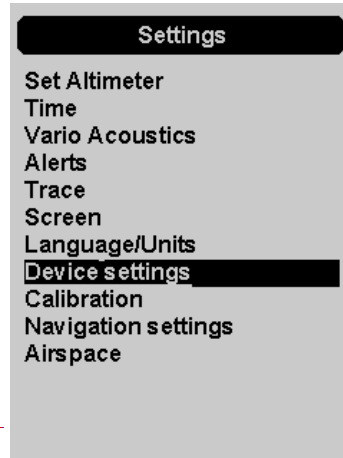 Settings
Set Altimeter
Time
Vario Acoustics
Alerts
Trace
Screen
Language/Units
Device settings
Calibration
Navigation settings
Airspace